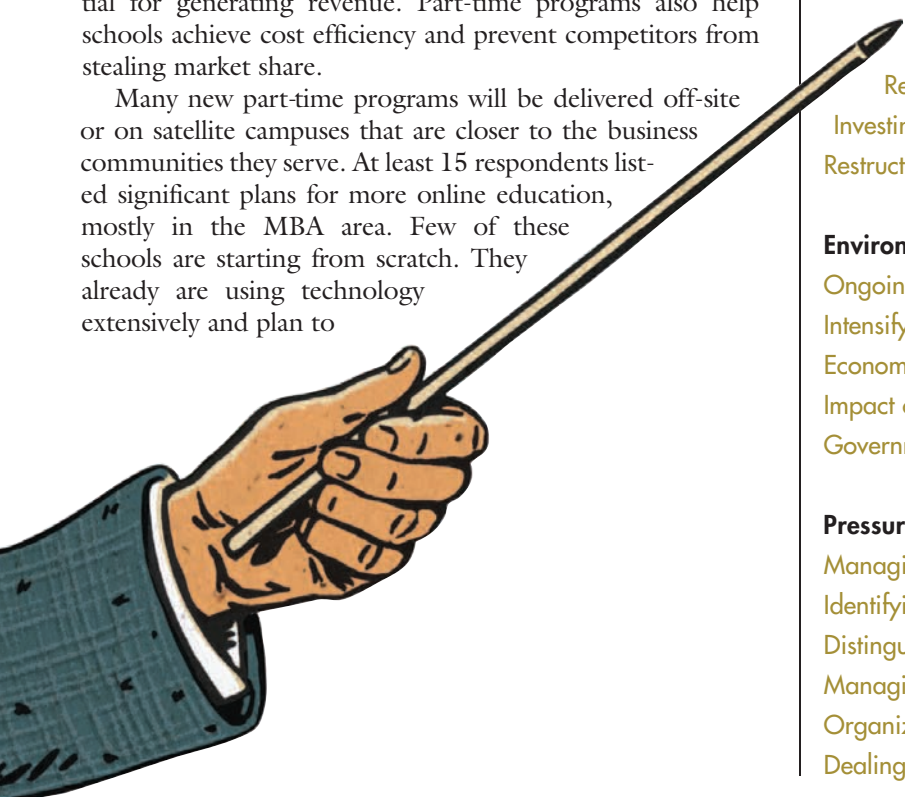 tial for generating revenue. Part-time programs also help
schools achieve cost efficiency and prevent competitors from
stealing market share.
Many new part-time programs will be delivered off-site
or on satellite campuses that are closer to the business
communities they serve. At least 15 respondents list-
ed significant plans for more online education,
mostly in the MBA area. Few of these
schools are starting from scratch. They
already are using technology
extensively and plan to
Re
Investin
Restruct
Environ
Ongoin
Intensify
Econom
Impact
Govern
Pressur
Managi
Identifyi
Distingu
Managi
Organiz
Dealing